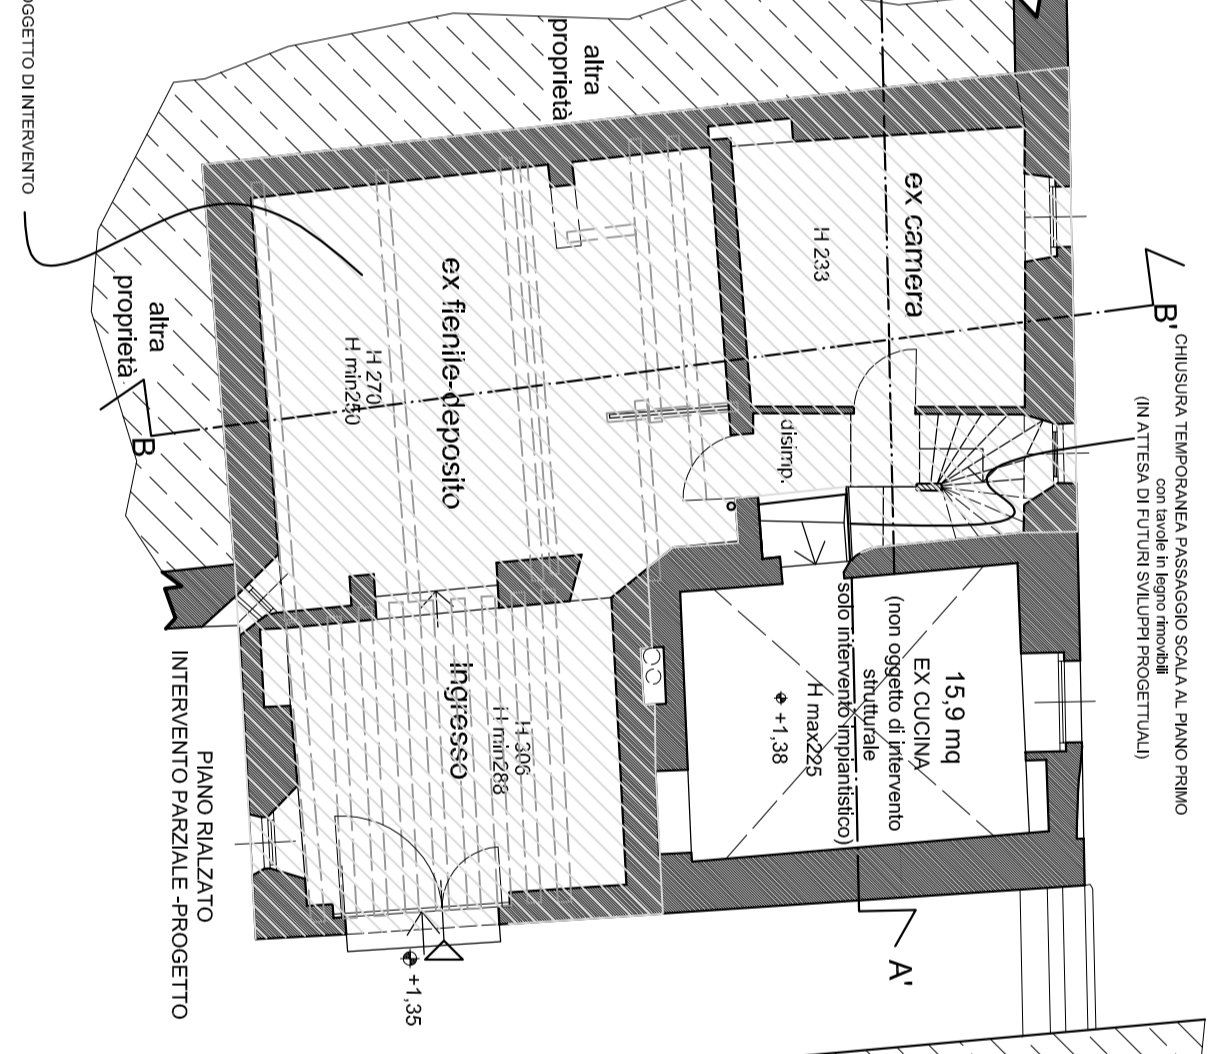 CHIUSURA TEMPORANEA PASSAGGIO SCALA AL PIANO PRIMO
con tavole in legno rimovibili
(IN ATTESA DI FUTURI SVILUPPI PROGETTUALI)
B'
ex camera
H 233
disimp.
15,9 mq
EX CUCINA
(non oggetto di intervento
strutturale
solo intervento impiantistico)
H max225
+1,38
A'
altra
proprietà
ex fienile-deposito
H 270
H min250
ingresso
H 306
H min288
+1,35
altra
proprietà
B
PIANO RIALZATO
INTERVENTO PARZIALE -PROGETTO
OGGETTO DI INTERVENTO